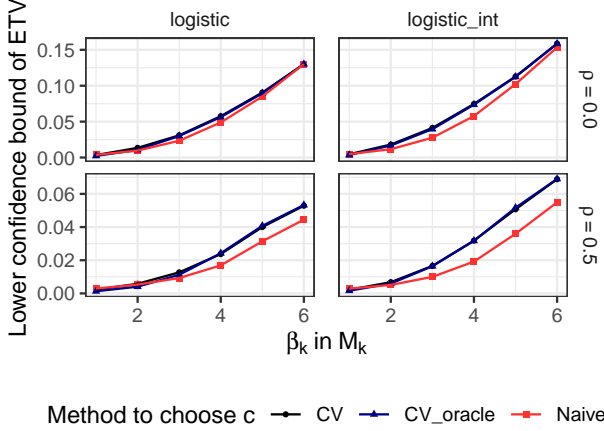 logistic
logistic_int
Lower confidence bound of ETV
0.15
0.10
0.05
0.00
ρ = 0.0
0.06
0.04
0.02
0.00
ρ = 0.5
2 4 6 2 4 6
βk in Mk
Method to choose c CV CV_oracle Naive